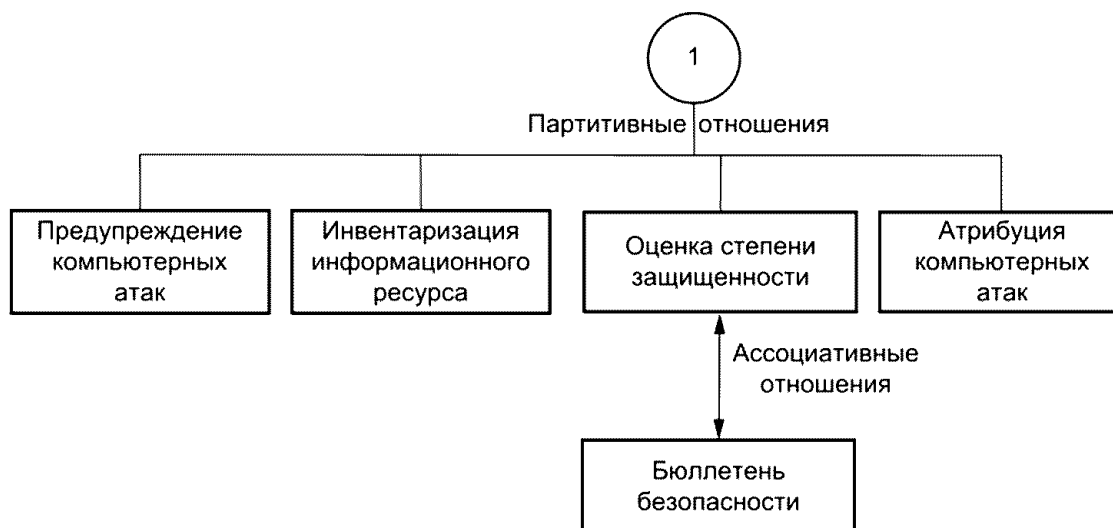 1
Партитивные отношения
Предупреждение
компьютерных
атак
Инвентаризация
информационного
ресурса
Оценка степени
защищенности
Атрибуция
компьютерных
атак
Ассоциативные
отношения
Бюллетень
безопасности